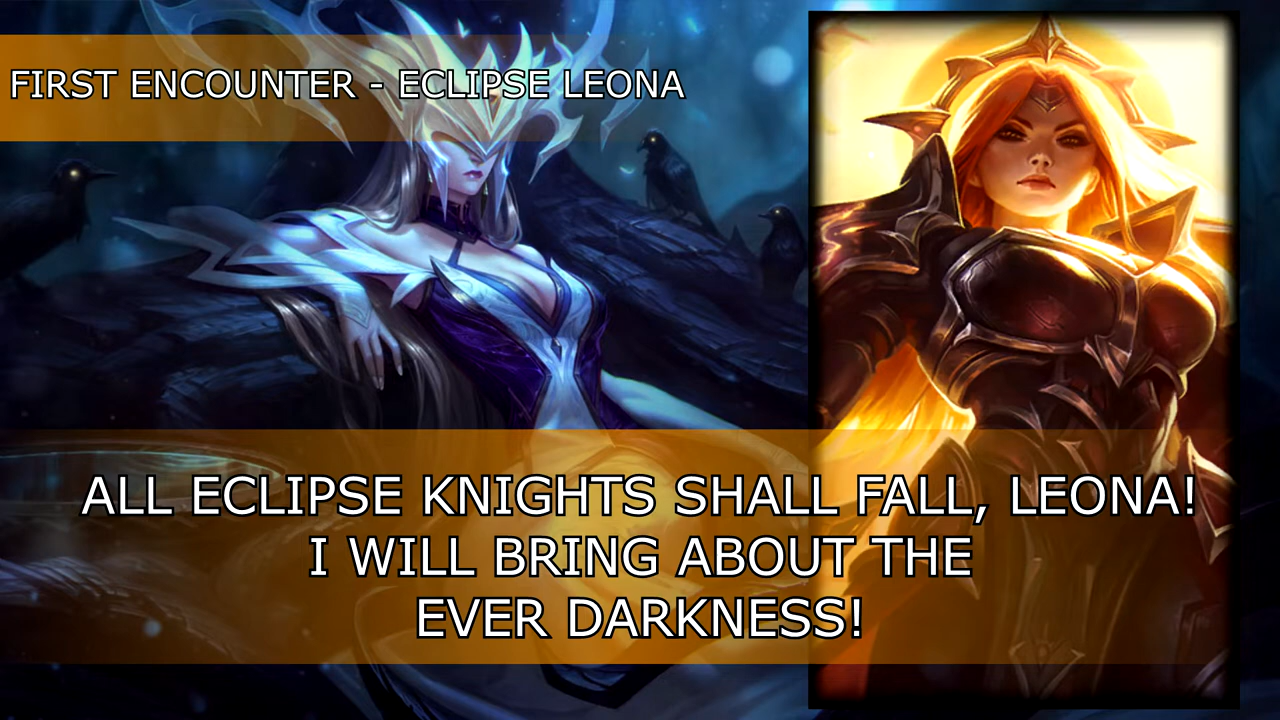 FIRST ENCOUNTER - ECLIPSE LEONA
ALL ECLIPSE KNIGHTS SHALL FALL, LEONA!
I WILL BRING ABOUT THE
EVER DARKNESS!